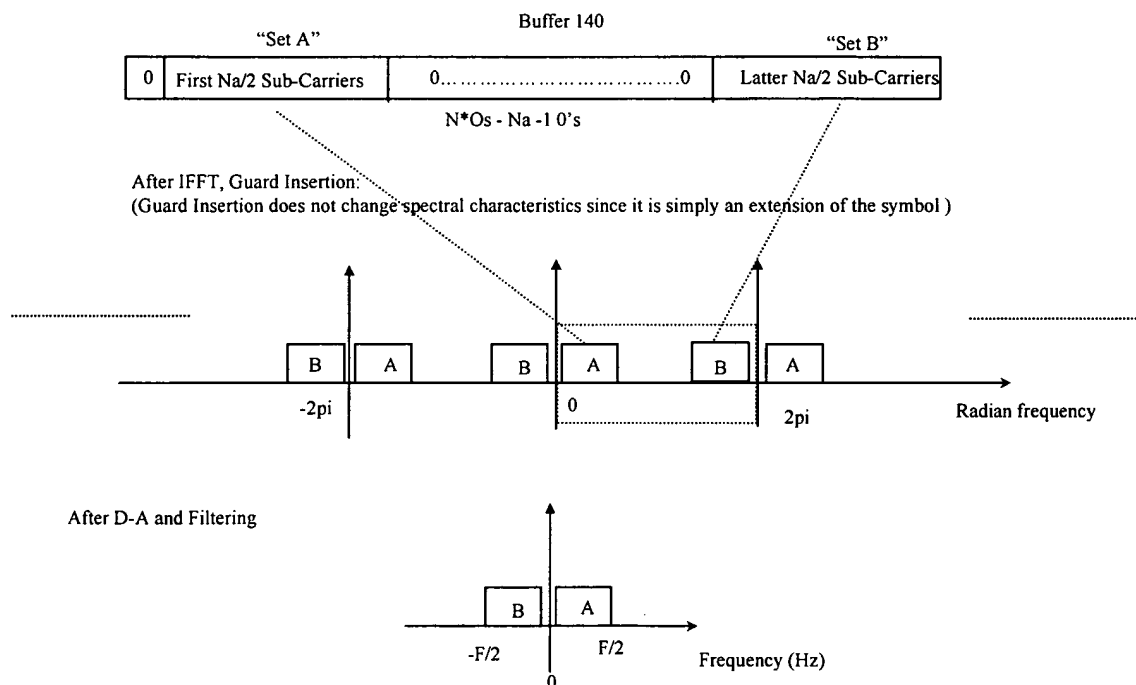 Buffer 140
“Set A” “Set B”
0 First Na/2 Sub-Carriers 0..................................0 Latter Na/2 Sub-Carriers
N*Os - Na -1 0's
After IFFT, Guard Insertion:
(Guard Insertion does not change spectral characteristics since it is simply an extension of the symbol )
B A B A B A
-2pi 0 2pi Radian frequency
After D-A and Filtering
B A
-F/2 F/2 Frequency (Hz)
0